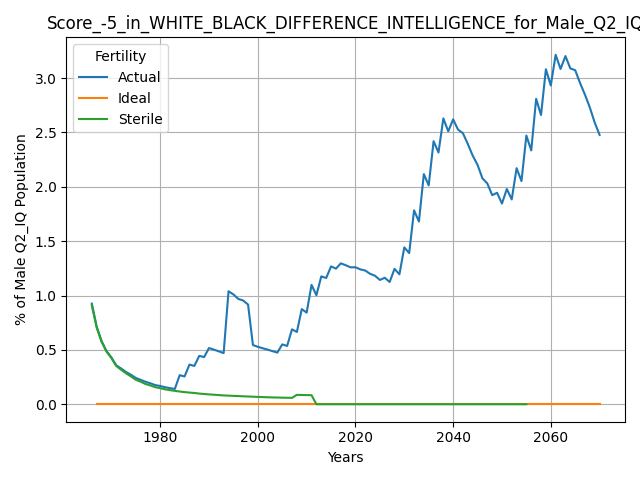 Score_-5_in_WHITE_BLACK_DIFFERENCE_INTELLIGENCE_for_Male_Q2_IQ
Fertility
Actual
Ideal
Sterile
% of Male Q2_IQ Population
3.0
2.5
2.0
1.5
1.0
0.5
0.0
1980 2000 2020 2040 2060
Years